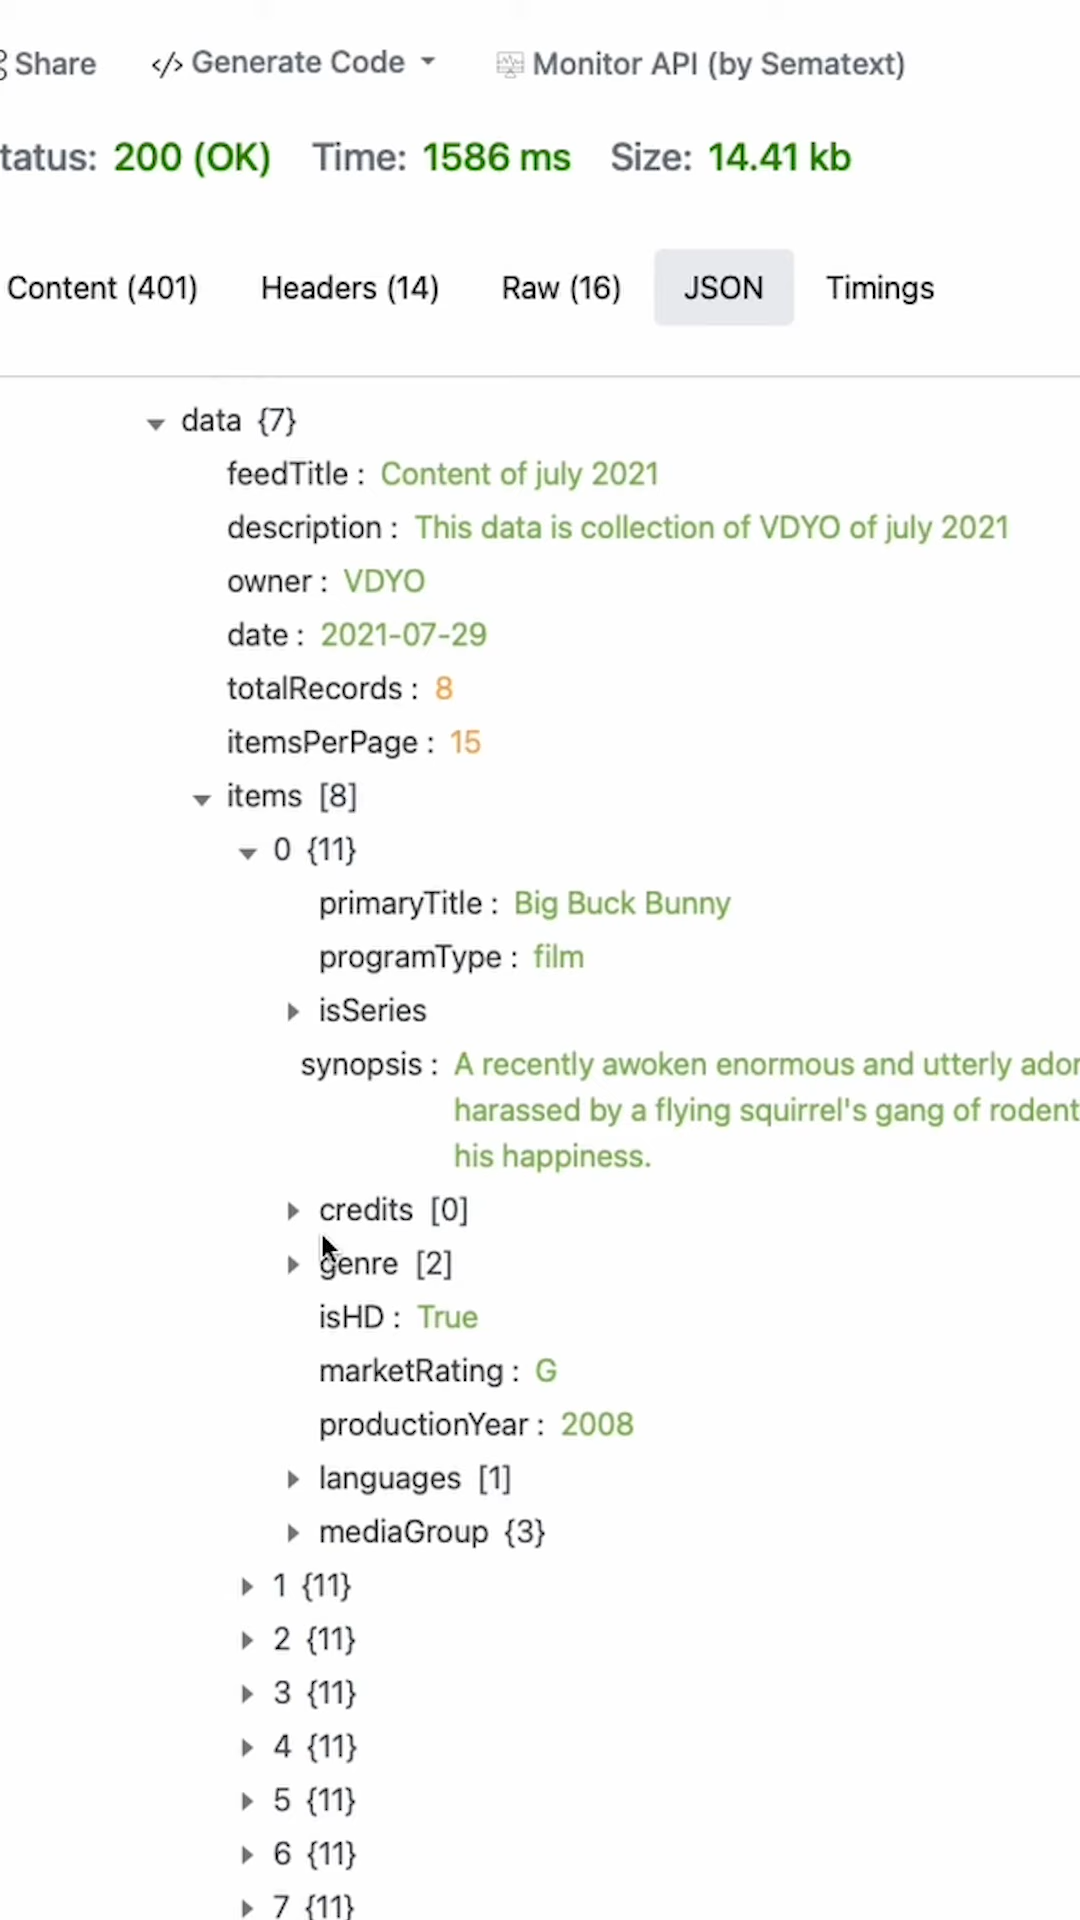 Share </> Generate Code Monitor API (by Sematext)
tatus: 200 (OK) Time: 1586 ms Size: 14.41 kb
Content (401) Headers (14) Raw (16) JSON Timings
data {7}
feedTitle : Content of july 2021
description : This data is collection of VDYO of july 2021
owner : VDYO
date : 2021-07-29
totalRecords : 8
itemsPerPage : 15
items [8]
0 {11}
primaryTitle : Big Buck Bunny
programType : film
isSeries
synopsis : A recently awoken enormous and utterly ador
harassed by a flying squirrel's gang of rodent
his happiness.
credits [0]
genre [2]
isHD : True
marketRating : G
productionYear : 2008
languages [1]
mediaGroup {3}
1 {11}
2 {11}
3 {11}
4 {11}
5 {11}
6 {11}
7 {11}